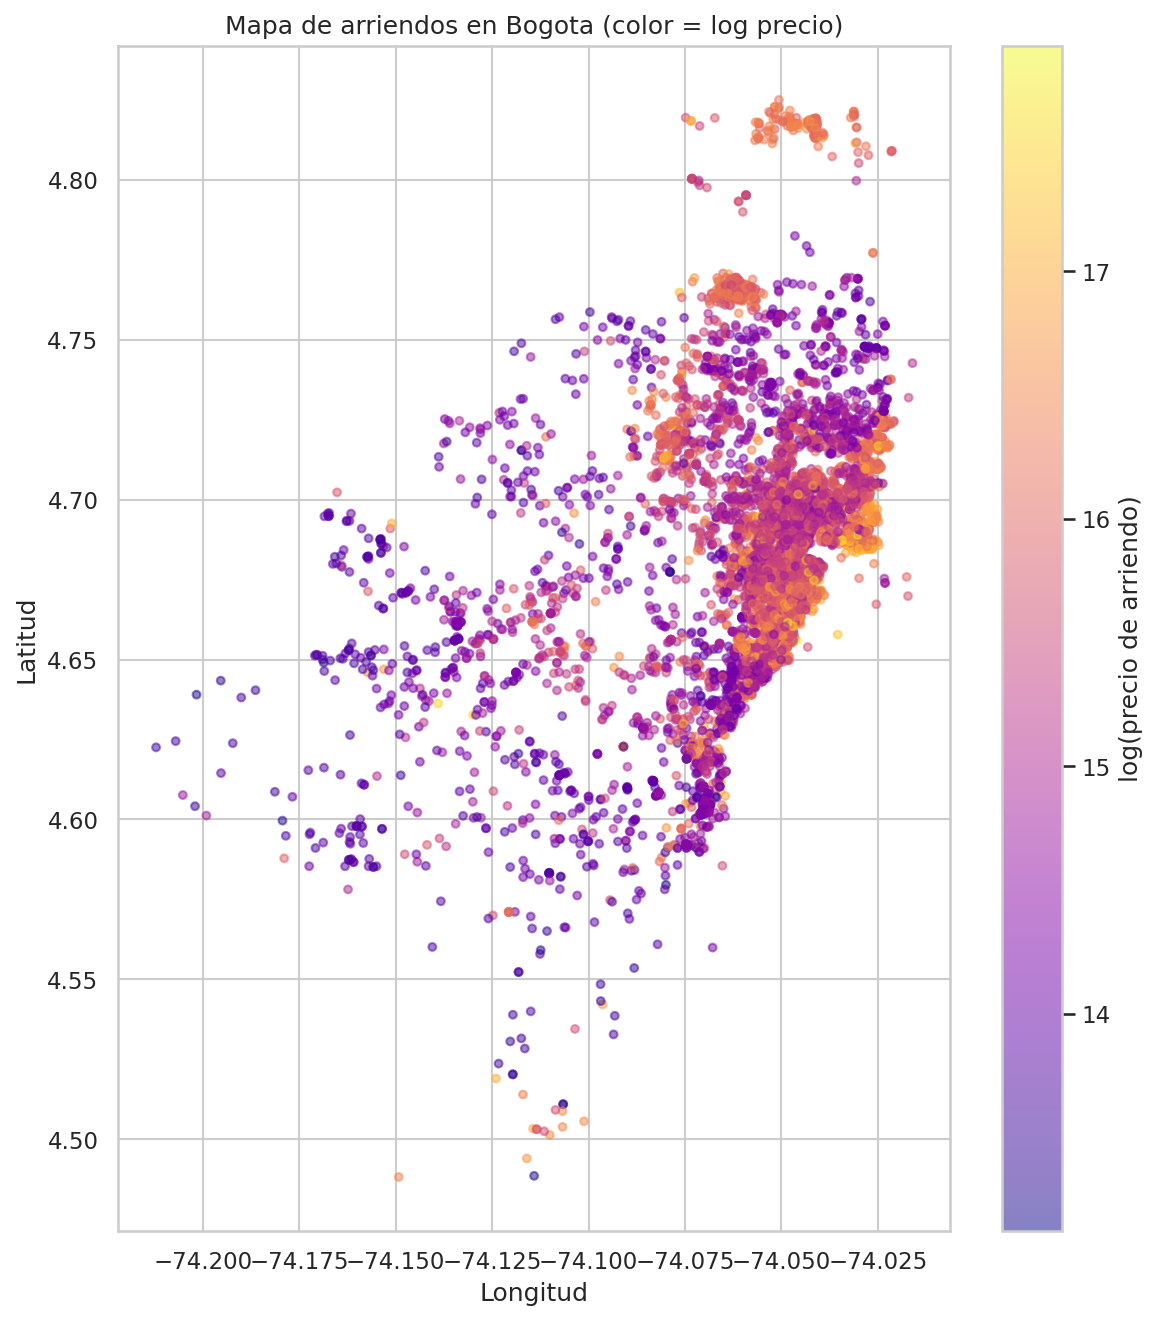 Mapa de arriendos en Bogota (color = log precio)
4.80
4.75
4.70
4.65
4.60
4.55
4.50
Latitud
−74.200 −74.175 −74.150 −74.125 −74.100 −74.075 −74.050 −74.025
Longitud
17
16
15
14
log(precio de arriendo)